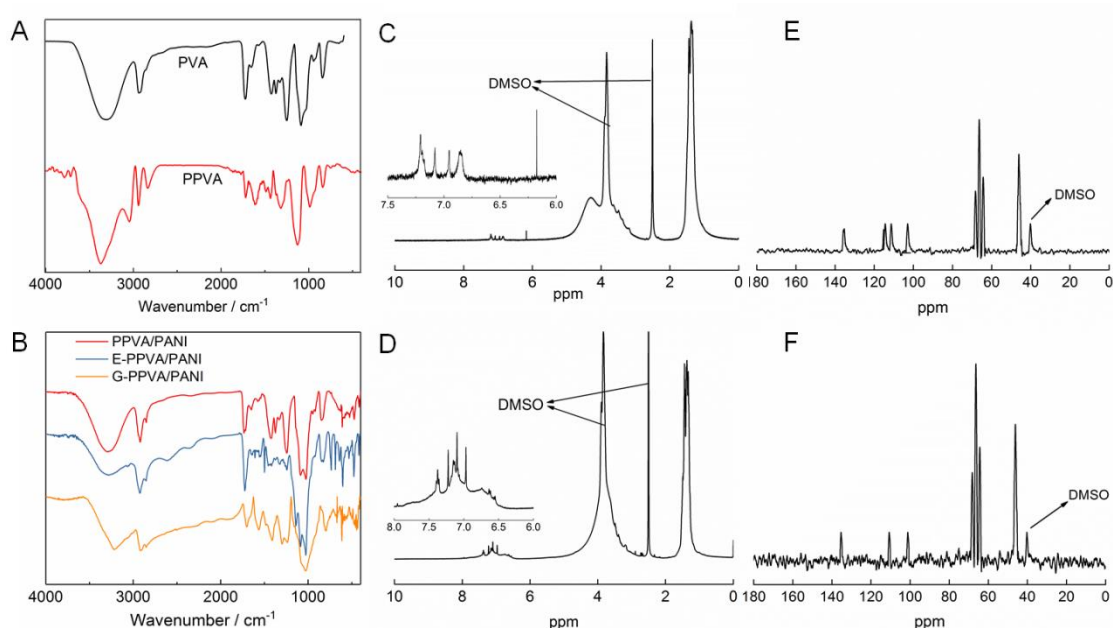 A
PVA
PPVA
4000 3000 2000 1000
Wavenumber / cm⁻¹
C
DMSO
7.5 7.0 6.5 6.0
10 8 6 4 2 0
ppm
E
DMSO
180 160 140 120 100 80 60 40 20 0
ppm
B
PPVA/PANI
E-PPVA/PANI
G-PPVA/PANI
4000 3000 2000 1000
Wavenumber / cm⁻¹
D
DMSO
8.0 7.5 7.0 6.5 6.0
10 8 6 4 2 0
ppm
F
DMSO
180 160 140 120 100 80 60 40 20 0
ppm